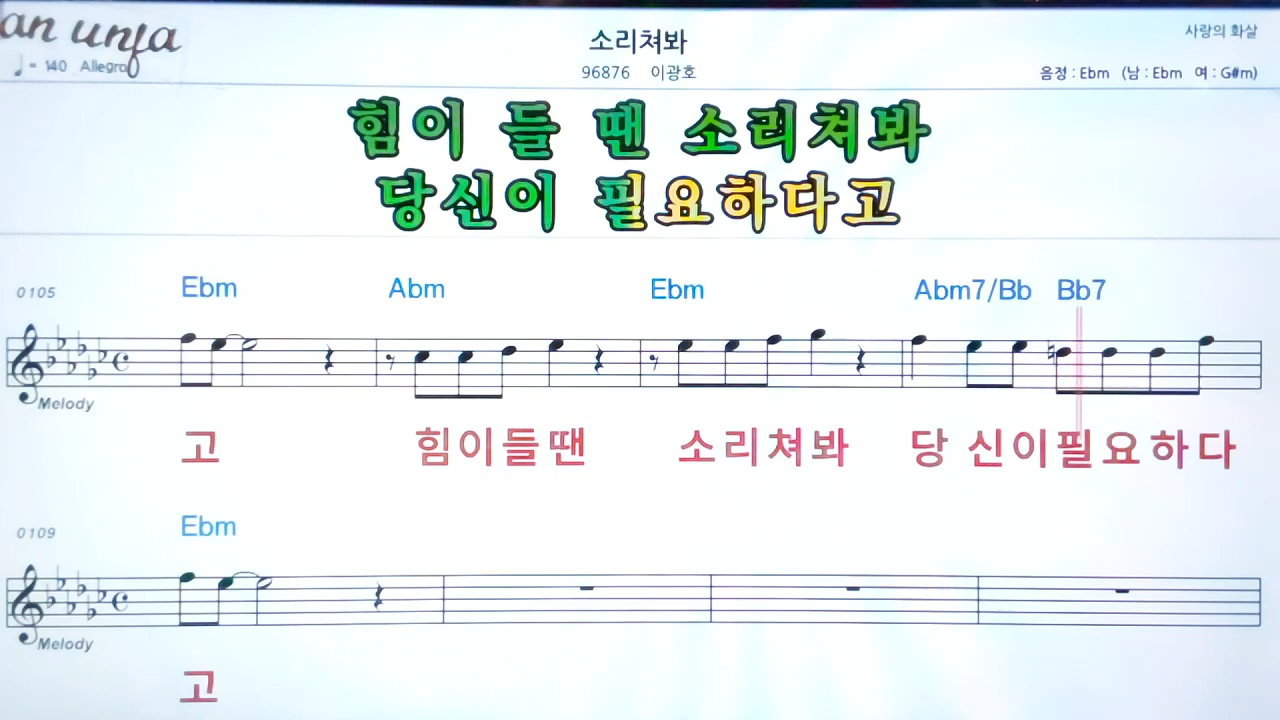 an unfa
♩= 140 Allegro
소리쳐봐
96876 이광호
사랑의 화살
음정 : Ebm (남 : Ebm 여 : G#m)
힘이 들 땐 소리쳐봐
당신이 필요하다고
0105 Ebm Abm Ebm Abm7/Bb Bb7
Melody
고 힘이들땐 소리쳐봐 당 신이필요하다
0109 Ebm
Melody
고